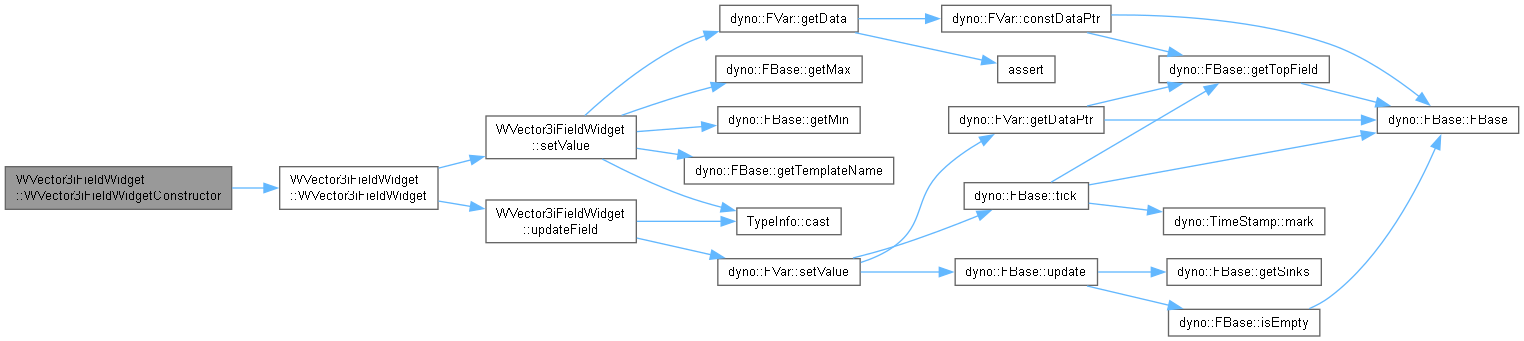 WVector3iFieldWidget
::WVector3iFieldWidgetConstructor
WVector3iFieldWidget
::WVector3iFieldWidget
WVector3iFieldWidget
::setValue
WVector3iFieldWidget
::updateField
dyno::FVar::getData
dyno::FBase::getMax
dyno::FBase::getMin
dyno::FBase::getTemplateName
TypeInfo::cast
dyno::FVar::setValue
dyno::FVar::constDataPtr
assert
dyno::FVar::getDataPtr
dyno::FBase::tick
dyno::FBase::update
dyno::FBase::getTopField
dyno::TimeStamp::mark
dyno::FBase::getSinks
dyno::FBase::isEmpty
dyno::FBase::FBase